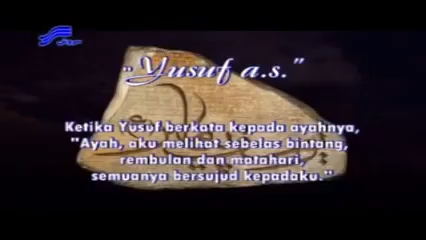 "Yusuf a.s."
Ketika Yusuf berkata kepada ayahnya,
"Ayah, aku melihat sebelas bintang,
rembulan dan matahari,
semuanya bersujud kepadaku."